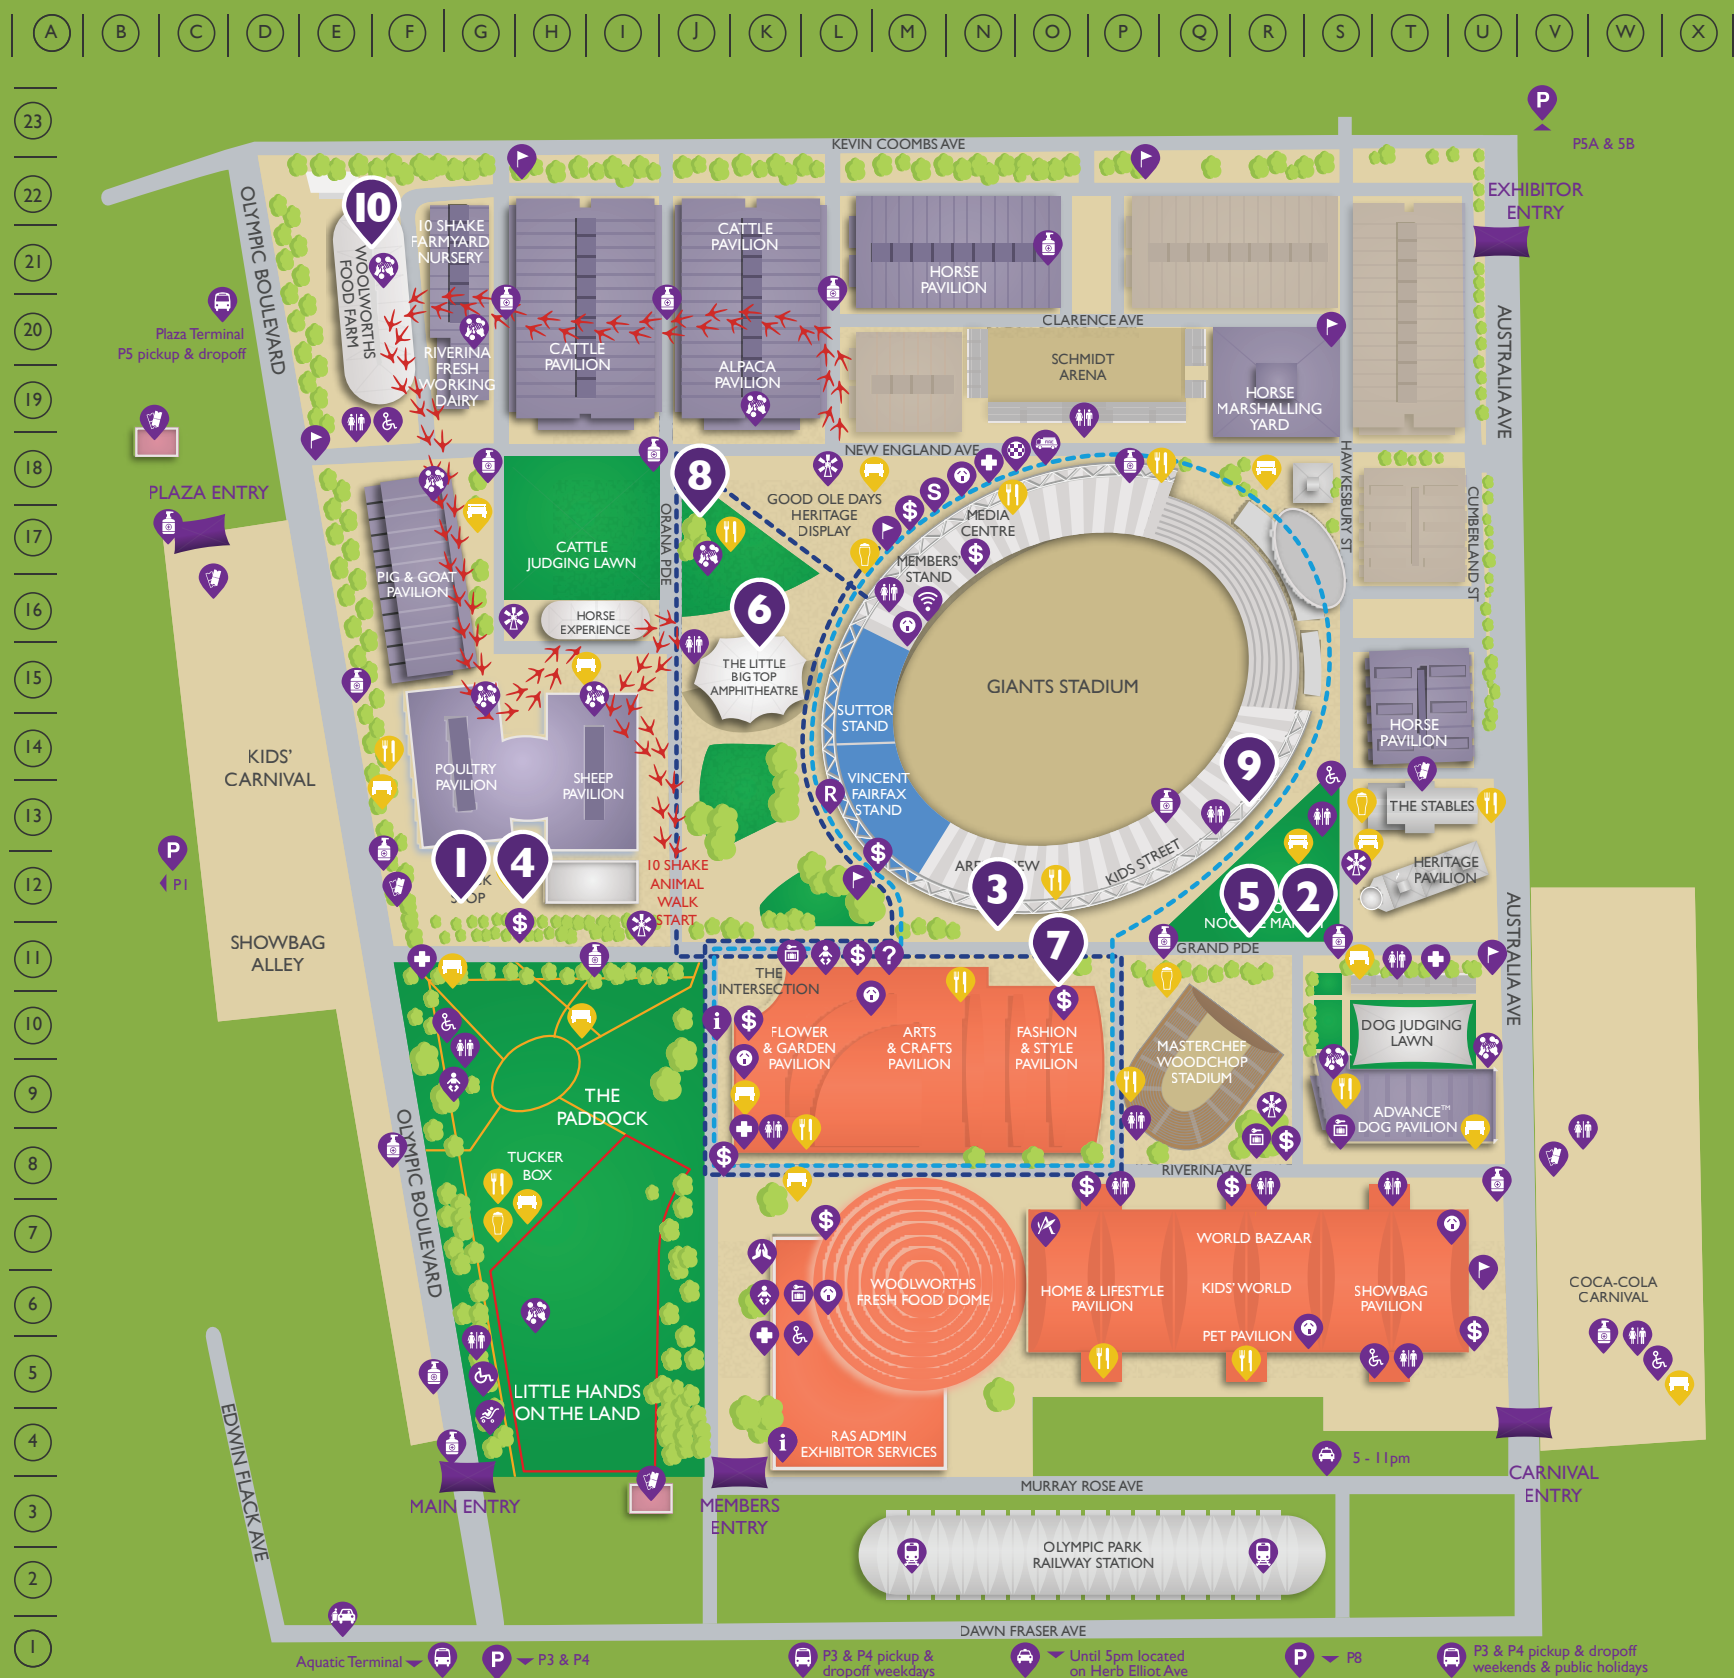 A B C D E F G H I J K L M N O P Q R S T U V W X
23
22
21
20
19
18
17
16
15
14
13
12
11
10
9
8
7
6
5
4
3
2
1
KEVIN COOMBS AVE
P
P5A & 5B
EXHIBITOR
ENTRY
OLYMPIC BOULEVARD
10
WOOLWORTHS
FOOD FARM
10 SHAKE
FARMYARD
NURSERY
CATTLE
PAVILION
HORSE
PAVILION
Plaza Terminal
P5 pickup & dropoff
RIVERINA
FRESH
WORKING
DAIRY
CATTLE
PAVILION
ALPACA
PAVILION
CLARENCE AVE
SCHMIDT
ARENA
HORSE
MARSHALLING
YARD
AUSTRALIA AVE
PLAZA ENTRY
NEW ENGLAND AVE
HAWKESBURY ST
CUMBERLAND ST
8
GOOD OLE DAYS
HERITAGE
DISPLAY
$
S
MEDIA
CENTRE
MEMBERS'
STAND
$
CATTLE
JUDGING LAWN
ORANA PDE
PIG & GOAT
PAVILION
HORSE
EXPERIENCE
6
THE LITTLE
BIG TOP
AMPHITHEATRE
GIANTS STADIUM
SUTTOR
STAND
HORSE
PAVILION
KIDS'
CARNIVAL
POULTRY
PAVILION
SHEEP
PAVILION
R
VINCENT
FAIRFAX
STAND
9
THE STABLES
P
P1
1
4
STOP
$
10 SHAKE
ANIMAL
WALK
START
$
3
KIDS STREET
5
2
HERITAGE
PAVILION
SHOWBAG
ALLEY
7
GRAND PDE
AUSTRALIA AVE
THE
INTERSECTION
$
?
i
$
$
FLOWER
& GARDEN
PAVILION
ARTS
& CRAFTS
PAVILION
FASHION
& STYLE
PAVILION
MASTERCHEF
WOODCHOP
STADIUM
DOG JUDGING
LAWN
ADVANCE™
DOG PAVILION
THE
PADDOCK
OLYMPIC BOULEVARD
$
$
RIVERINA AVE
TUCKER
BOX
$
$
$
WORLD BAZAAR
WOOLWORTHS
FRESH FOOD DOME
HOME & LIFESTYLE
PAVILION
KIDS' WORLD
SHOWBAG
PAVILION
PET PAVILION
$
COCA-COLA
CARNIVAL
LITTLE HANDS
ON THE LAND
i
RAS ADMIN
EXHIBITOR SERVICES
5 - 11pm
EDWIN FLACK AVE
MAIN ENTRY
MEMBERS
ENTRY
MURRAY ROSE AVE
CARNIVAL
ENTRY
OLYMPIC PARK
RAILWAY STATION
DAWN FRASER AVE
Aquatic Terminal
P
P3 & P4
P3 & P4 pickup &
dropoff weekdays
Until 5pm located
on Herb Elliot Ave
P
P8
P3 & P4 pickup & dropoff
weekends & public holidays